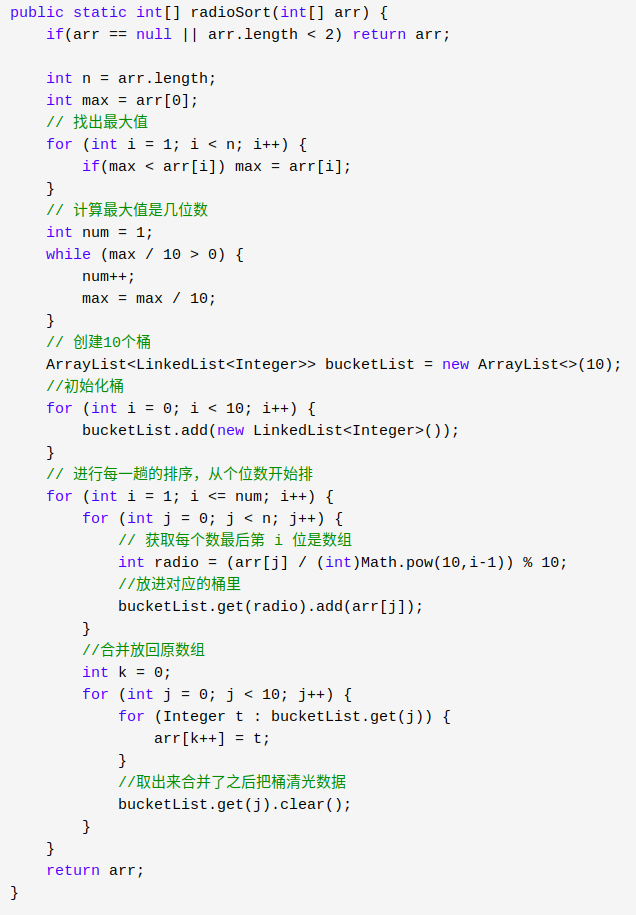 public static int[] radioSort(int[] arr) {
    if(arr == null || arr.length < 2) return arr;

    int n = arr.length;
    int max = arr[0];
    // 找出最大值
    for (int i = 1; i < n; i++) {
        if(max < arr[i]) max = arr[i];
    }
    // 计算最大值是几位数
    int num = 1;
    while (max / 10 > 0) {
        num++;
        max = max / 10;
    }
    // 创建10个桶
    ArrayList<LinkedList<Integer>> bucketList = new ArrayList<>(10);
    //初始化桶
    for (int i = 0; i < 10; i++) {
        bucketList.add(new LinkedList<Integer>());
    }
    // 进行每一趟的排序，从个位数开始排
    for (int i = 1; i <= num; i++) {
        for (int j = 0; j < n; j++) {
            // 获取每个数最后第 i 位是数组
            int radio = (arr[j] / (int)Math.pow(10,i-1)) % 10;
            //放进对应的桶里
            bucketList.get(radio).add(arr[j]);
        }
        //合并放回原数组
        int k = 0;
        for (int j = 0; j < 10; j++) {
            for (Integer t : bucketList.get(j)) {
                arr[k++] = t;
            }
            //取出来合并了之后把桶清光数据
            bucketList.get(j).clear();
        }
    }
    return arr;
}